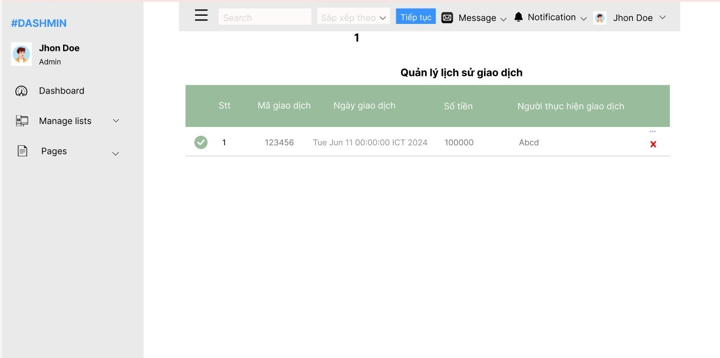 #DASHMIN
Jhon Doe
Admin
Dashboard
Manage lists
Pages
Search
Sắp xếp theo
Tiếp tục
Message
Notification
Jhon Doe
1
Quản lý lịch sử giao dịch
Stt Mã giao dịch Ngày giao dịch Số tiền Người thực hiện giao dịch
...
1 123456 Tue Jun 11 00:00:00 ICT 2024 100000 Abcd